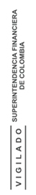 VIGILADO
SUPERINTENDENCIA FINANCIERA
DE COLOMBIA